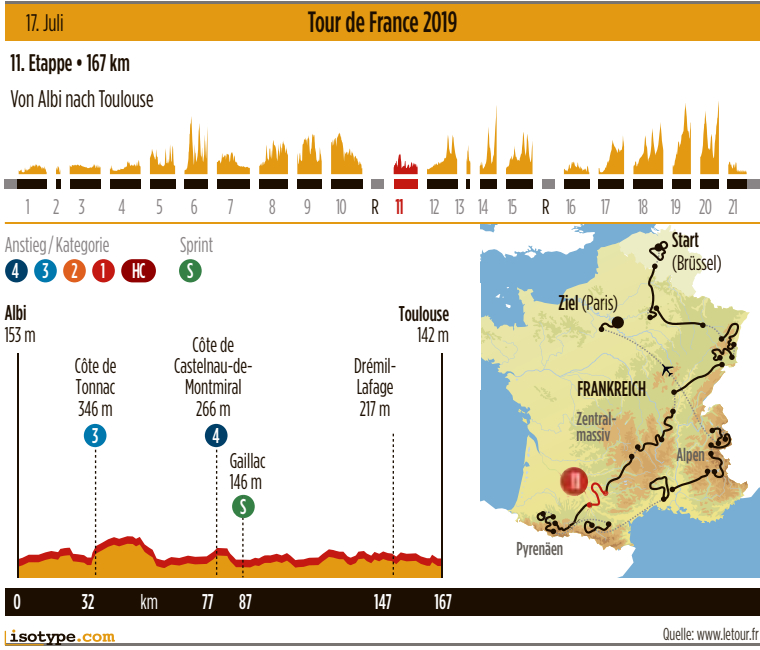 17. Juli
Tour de France 2019
11. Etappe • 167 km
Von Albi nach Toulouse
1 2 3 4 5 6 7 8 9 10 R 11 12 13 14 15 R 16 17 18 19 20 21
Anstieg / Kategorie
4 3 2 1 HC
Sprint
S
Albi
153 m
Côte de
Tonnac
346 m
3
Côte de
Castelnau-de-
Montmiral
266 m
4
Gaillac
146 m
S
Drémil-
Lafage
217 m
Toulouse
142 m
0 32 km 77 87 147 167
Start
(Brüssel)
Ziel (Paris)
FRANKREICH
Zentral-
massiv
Alpen
11
Pyrenäen
isotype.com
Quelle: www.letour.fr